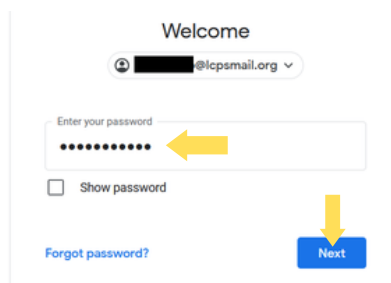 Welcome
@lcpsmail.org
Enter your password
Show password
Forgot password?
Next